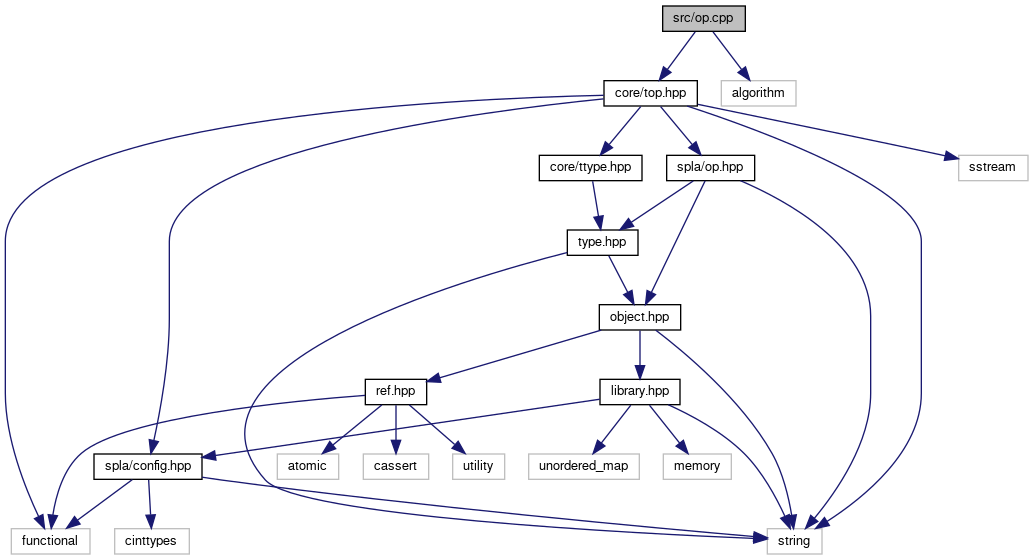 src/op.cpp
core/top.hpp
algorithm
core/ttype.hpp
spla/op.hpp
sstream
type.hpp
object.hpp
ref.hpp
library.hpp
spla/config.hpp
atomic
cassert
utility
unordered_map
memory
functional
cinttypes
string